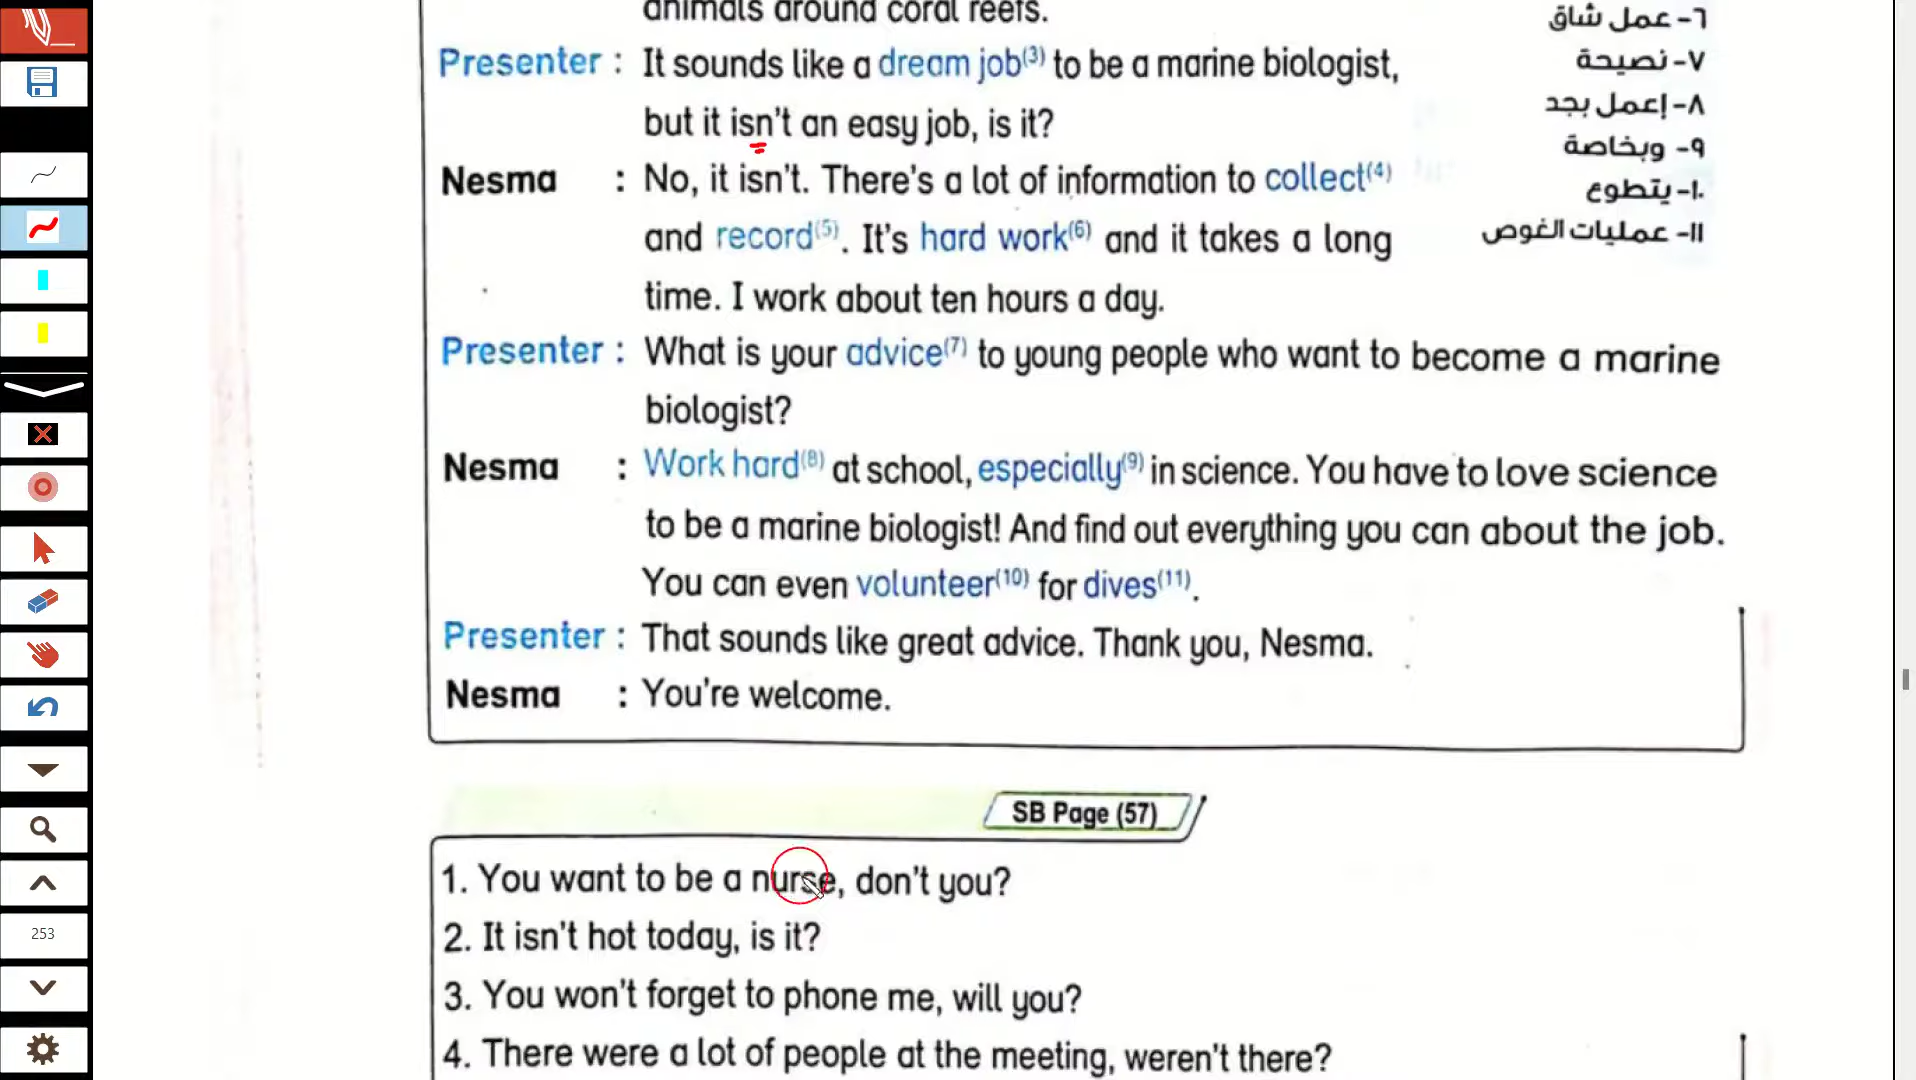 animals around coral reefs.
Presenter : It sounds like a dream job(3) to be a marine biologist,
but it isn't an easy job, is it?
Nesma : No, it isn't. There's a lot of information to collect(4)
and record(5). It's hard work(6) and it takes a long
time. I work about ten hours a day.
Presenter : What is your advice(7) to young people who want to become a marine
biologist?
Nesma : Work hard(8) at school, especially(9) in science. You have to love science
to be a marine biologist! And find out everything you can about the job.
You can even volunteer(10) for dives(11).
Presenter : That sounds like great advice. Thank you, Nesma.
Nesma : You're welcome.
٦- عمل شاق
٧- نصيحة
٨- إعمل بجد
٩- وبخاصة
١٠- يتطوع
١١- عمليات الغوص
SB Page (57)
1. You want to be a nurse, don't you?
2. It isn't hot today, is it?
3. You won't forget to phone me, will you?
4. There were a lot of people at the meeting, weren't there?
253